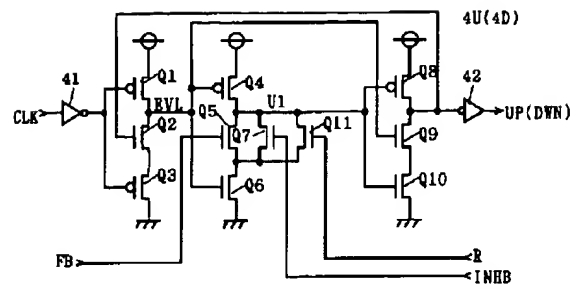 4U(4D)
41
Q1
Q4
Q8
42
CLK
EVL
U1
UP(DWN)
Q5
Q2
Q7
Q11
Q9
Q3
Q6
Q10
FB
R
INHB